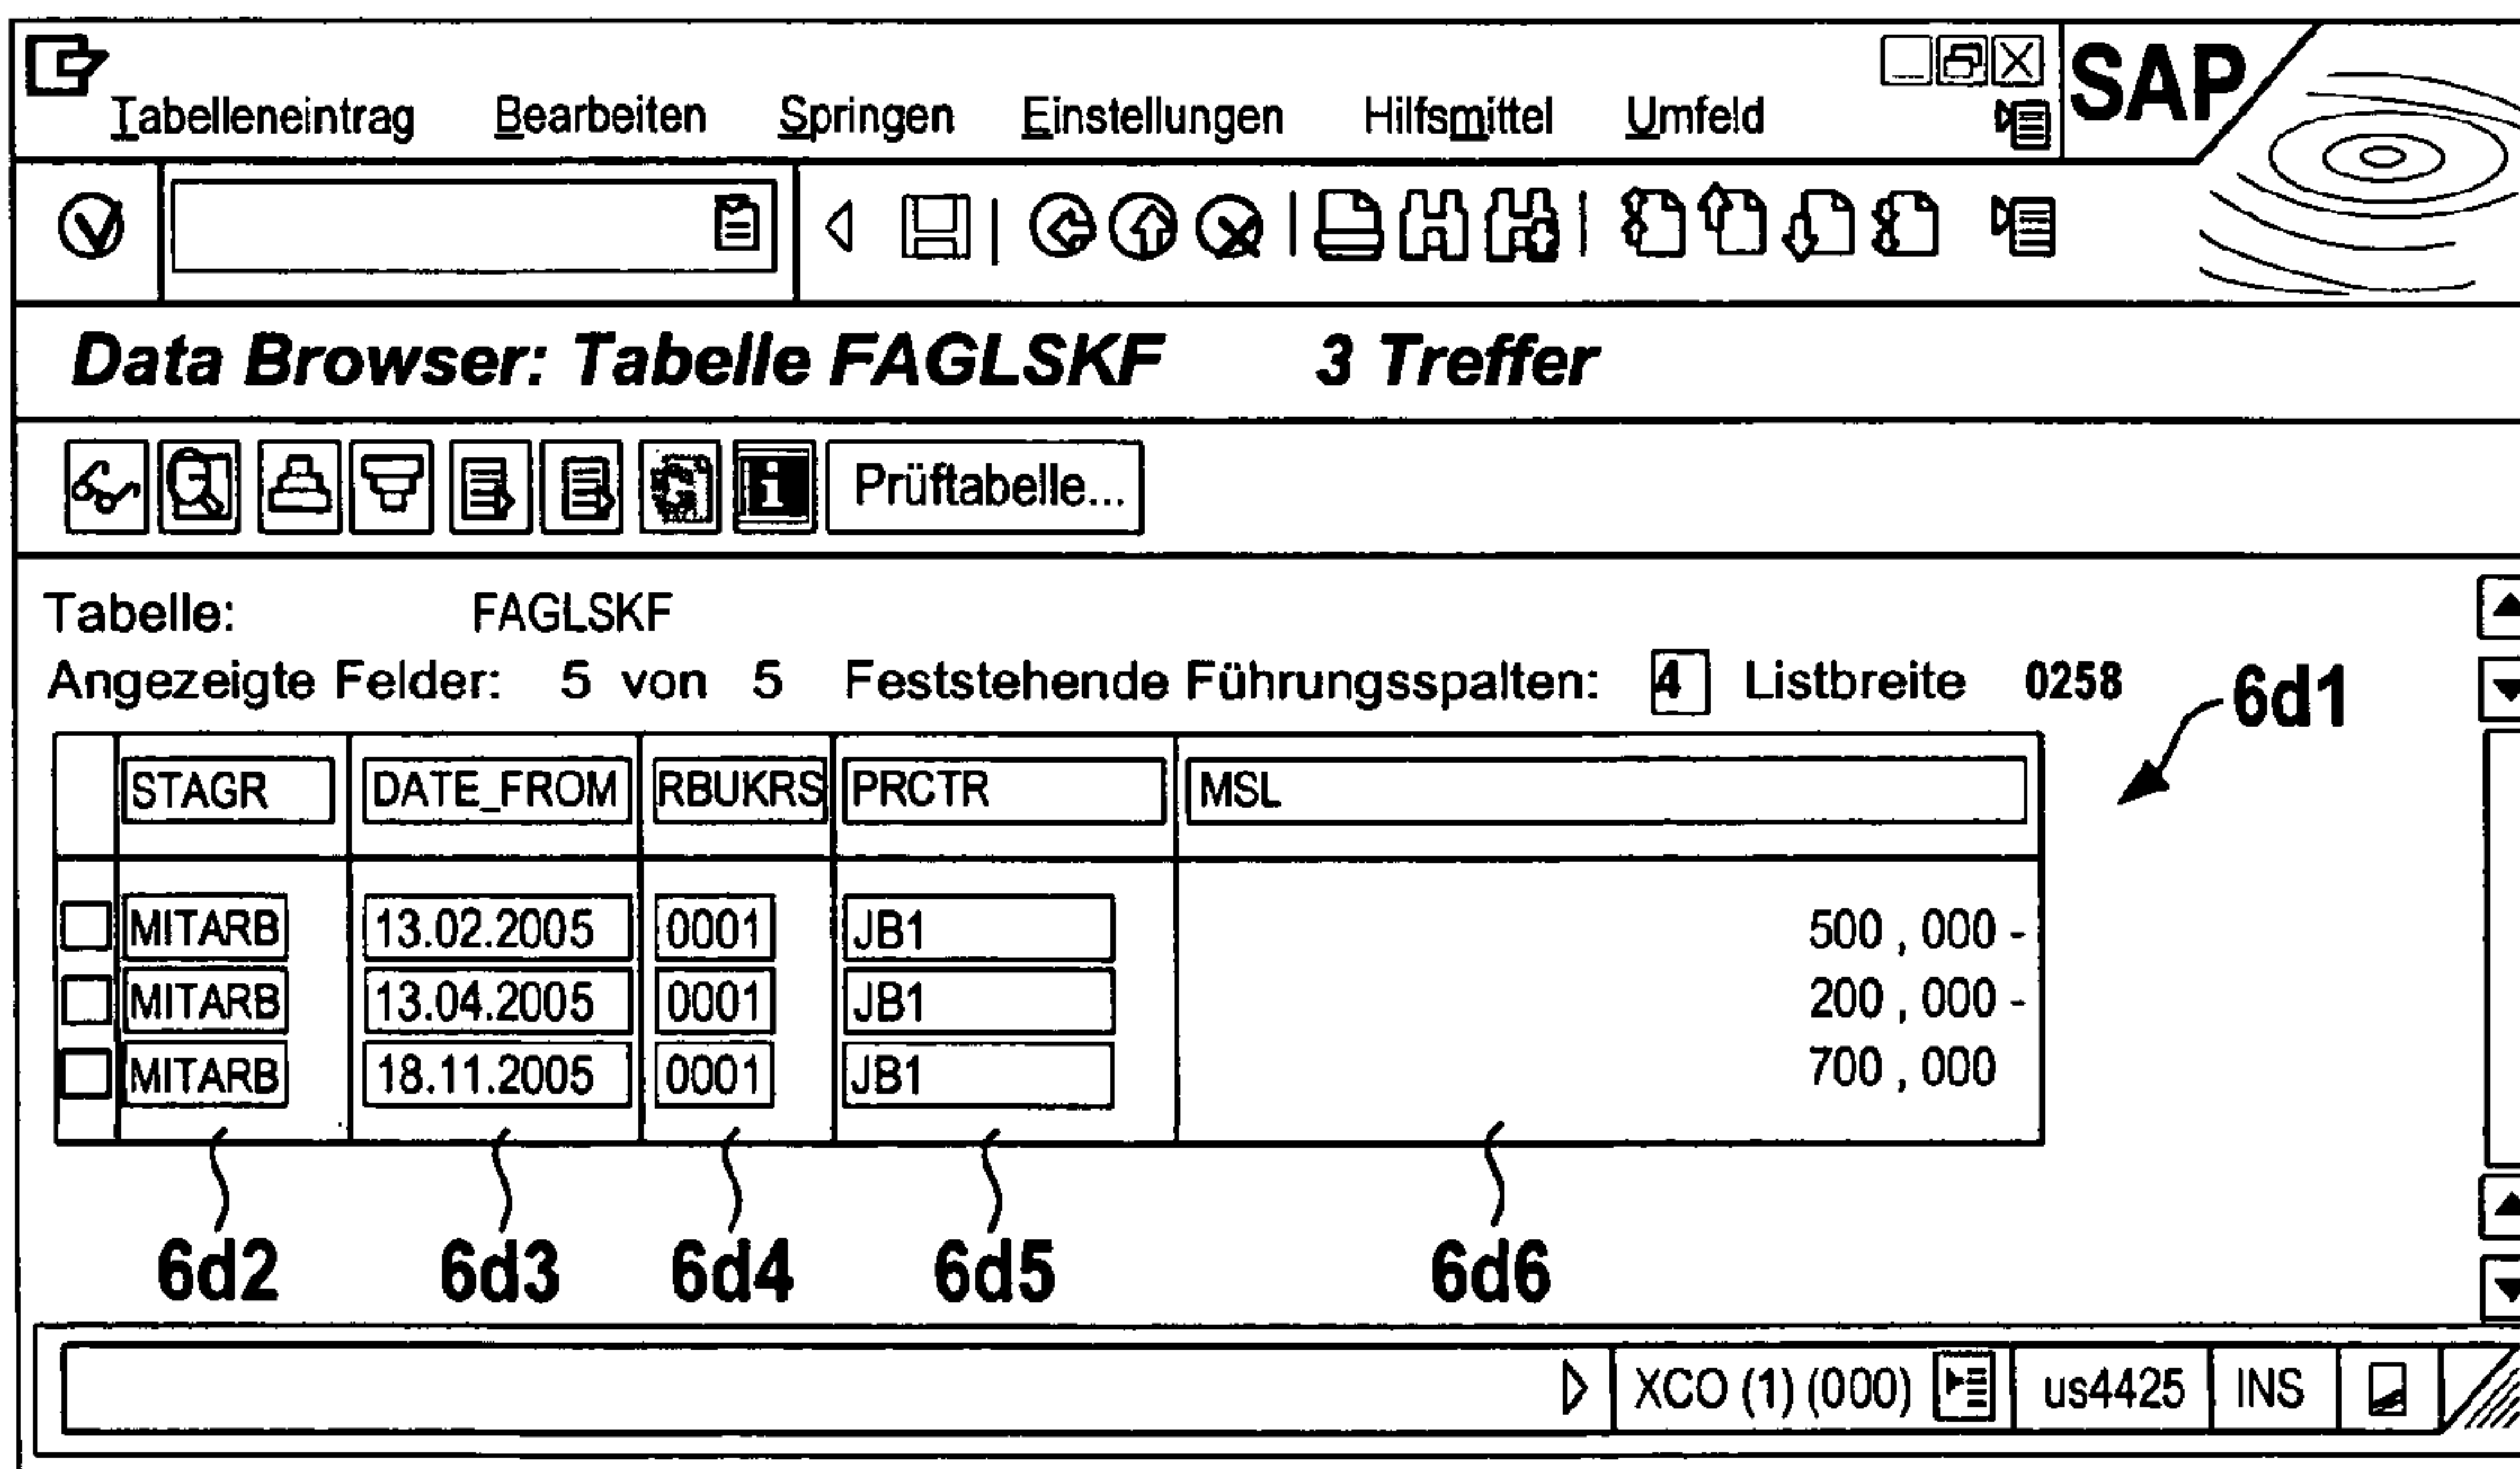 SAP
Tabelleneintrag Bearbeiten Springen Einstellungen Hilfsmittel Umfeld
Data Browser: Tabelle FAGLSKF 3 Treffer
Prüftabelle...
Tabelle: FAGLSKF
Angezeigte Felder: 5 von 5 Feststehende Führungsspalten: 4 Listbreite 0258
6d1
STAGR DATE_FROM RBUKRS PRCTR MSL
MITARB 13.02.2005 0001 JB1 500 , 000 -
MITARB 13.04.2005 0001 JB1 200 , 000 -
MITARB 18.11.2005 0001 JB1 700 , 000
6d2 6d3 6d4 6d5 6d6
XCO (1) (000) us4425 INS